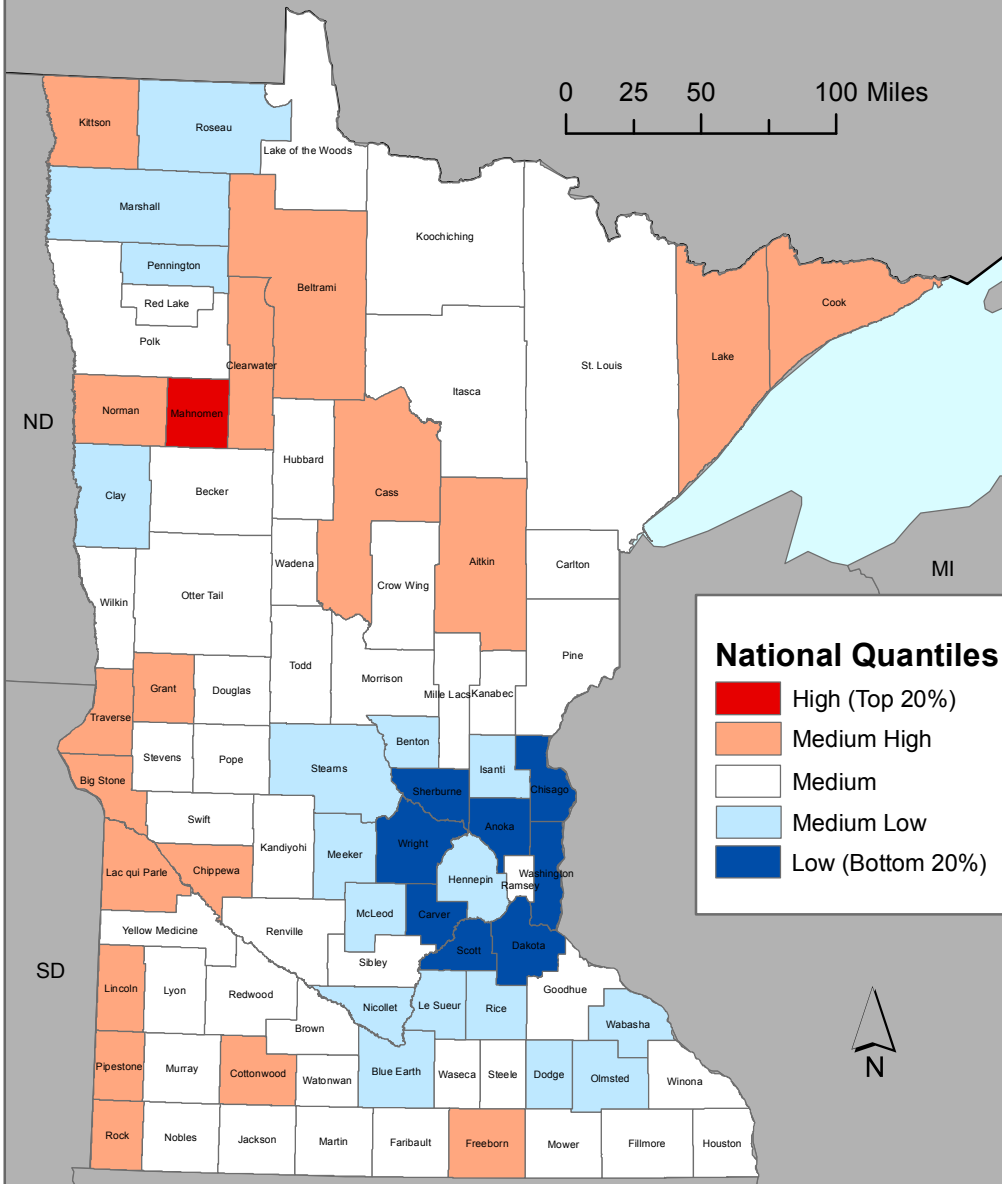 0 25 50 100 Miles
Kittson
Roseau
Lake of the Woods
Marshall
Koochiching
Pennington
Beltrami
Red Lake
Cook
Polk
Lake
Clearwater
St. Louis
Itasca
Norman
Mahnomen
ND
Hubbard
Cass
Becker
Clay
Aitkin
Wadena
Carlton
Crow Wing
MI
Otter Tail
Wilkin
Pine
Todd
Morrison
Grant
Douglas
Mille Lacs
Kanabec
Traverse
Benton
Stevens
Pope
Stearns
Isanti
Big Stone
Sherburne
Chisago
Swift
Anoka
Kandiyohi
Wright
Meeker
Lac qui Parle
Chippewa
Washington
Hennepin
Ramsey
McLeod
Carver
Yellow Medicine
Renville
Dakota
Scott
Sibley
SD
Lincoln
Lyon
Redwood
Goodhue
Nicollet
Le Sueur
Rice
Wabasha
Brown
Pipestone
Murray
Cottonwood
Watonwan
Blue Earth
Waseca
Steele
Dodge
Olmsted
Winona
Rock
Nobles
Jackson
Martin
Faribault
Freeborn
Mower
Fillmore
Houston
National Quantiles
High (Top 20%)
Medium High
Medium
Medium Low
Low (Bottom 20%)
N